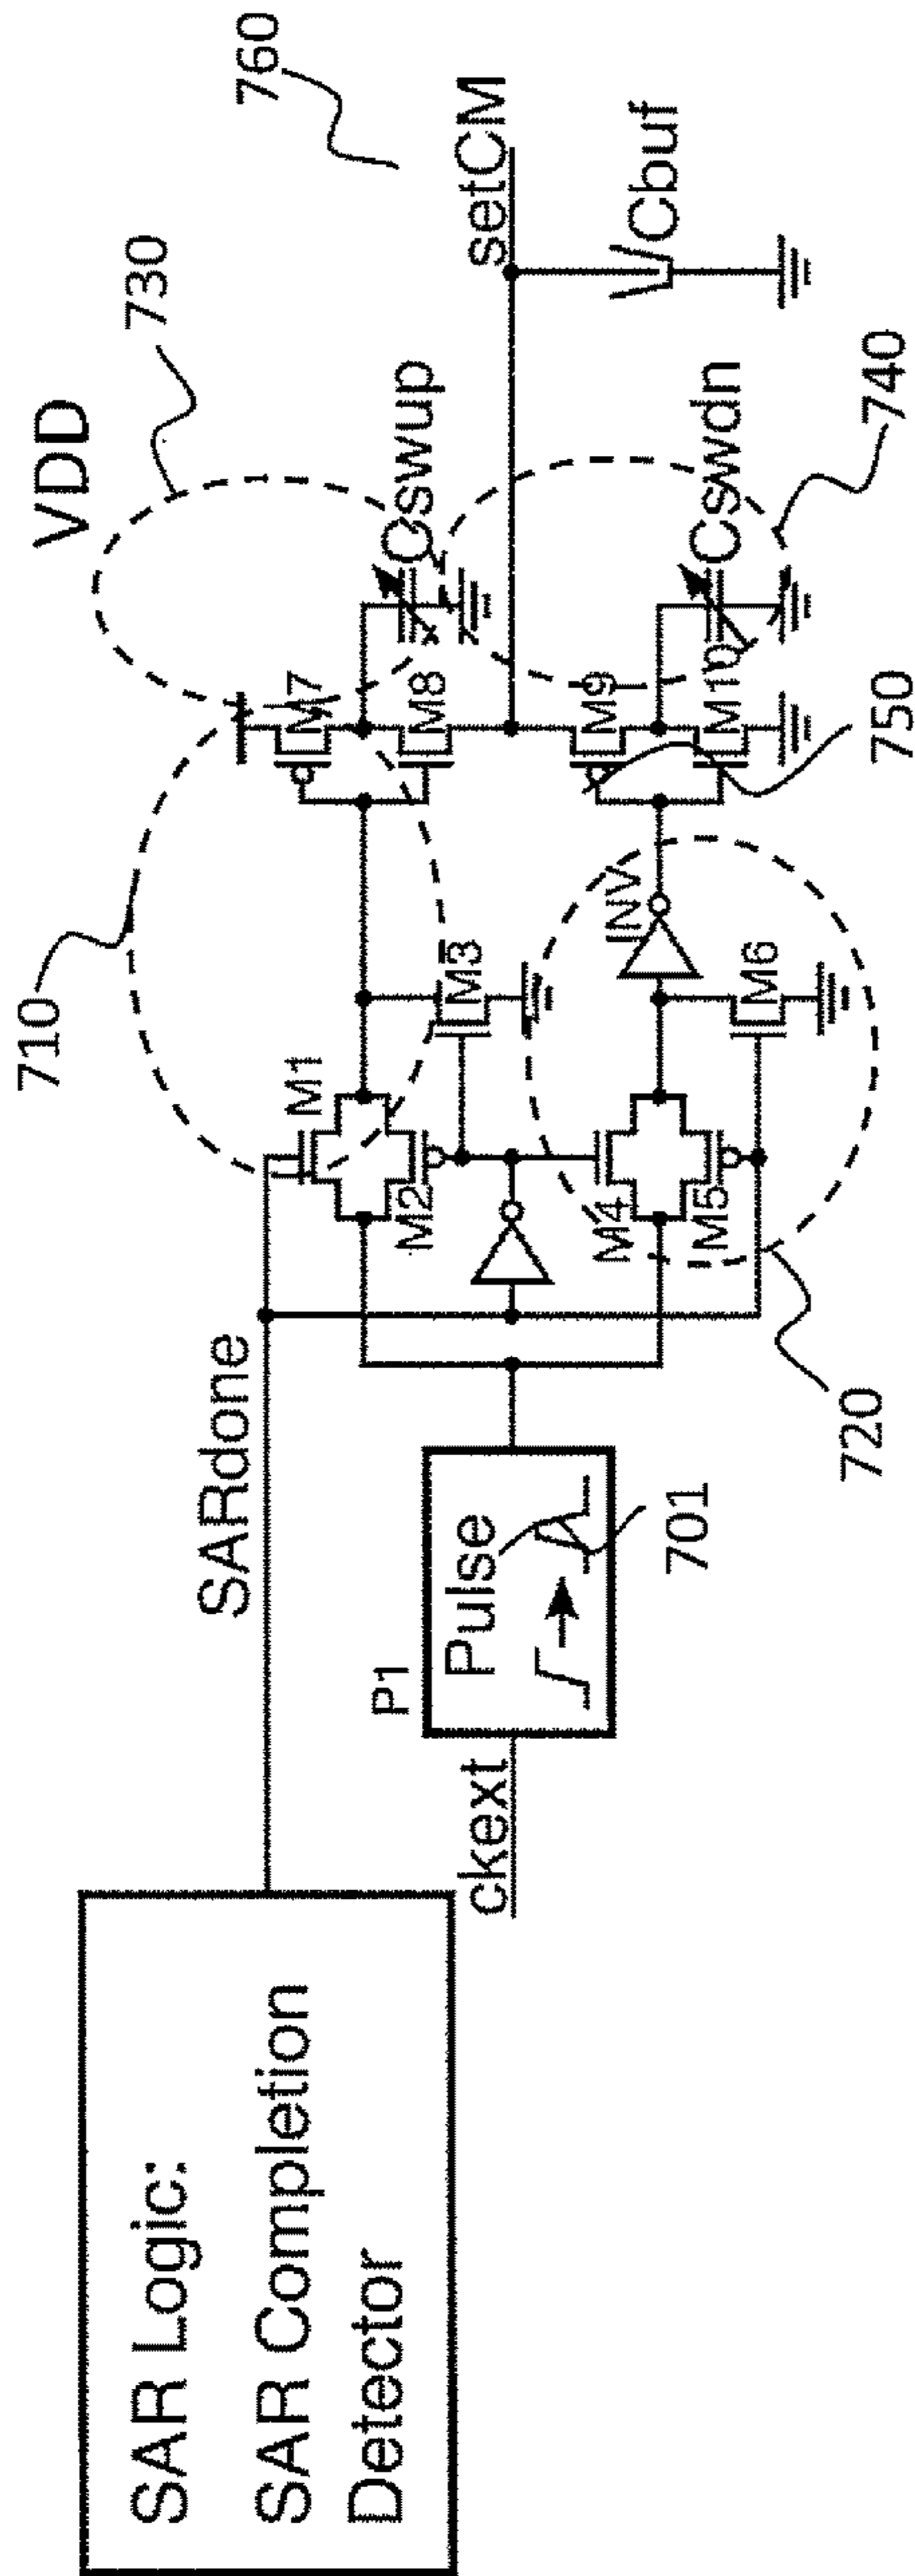 SAR Logic:
SAR Completion
Detector
SARdone
ckext
P1
Pulse
701
710
M1
M2
M3
M4
M5
M6
INV
720
VDD
730
M7
M8
Cswup
M9
M10
Cswdn
740
750
setCM
Cbuf
760